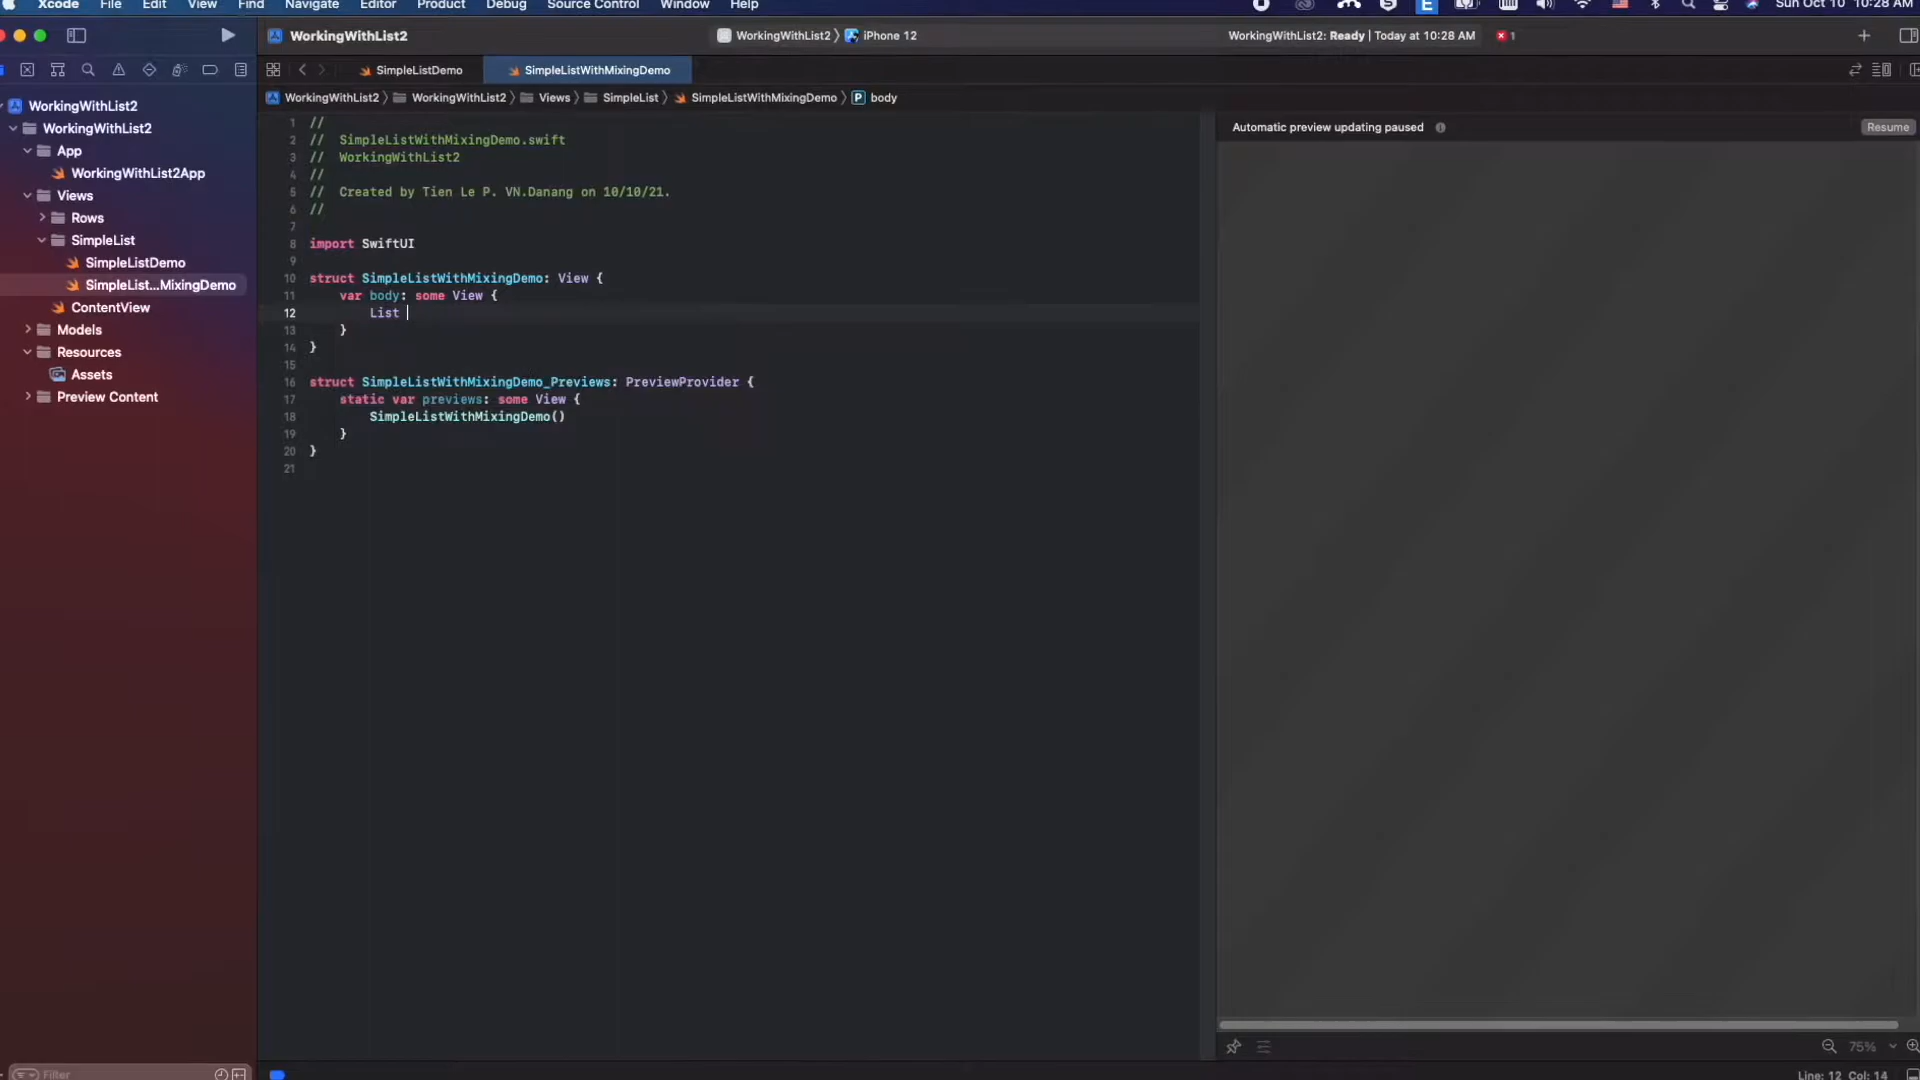 Xcode File Edit View Find Navigate Editor Product Debug Source Control Window Help
E
Sun Oct 10 10:28 AM
WorkingWithList2
WorkingWithList2 〉 iPhone 12
WorkingWithList2: Ready | Today at 10:28 AM
1
SimpleListDemo
SimpleListWithMixingDemo
WorkingWithList2 〉 WorkingWithList2 〉 Views 〉 SimpleList 〉 SimpleListWithMixingDemo 〉 P body
WorkingWithList2
WorkingWithList2
App
WorkingWithList2App
Views
Rows
SimpleList
SimpleListDemo
SimpleList...MixingDemo
ContentView
Models
Resources
Assets
Preview Content
Filter
1 //
2 //  SimpleListWithMixingDemo.swift
3 //  WorkingWithList2
4 //
5 //  Created by Tien Le P. VN.Danang on 10/10/21.
6 //
7
8 import SwiftUI
9
10 struct SimpleListWithMixingDemo: View {
11     var body: some View {
12         List
13     }
14 }
15
16 struct SimpleListWithMixingDemo_Previews: PreviewProvider {
17     static var previews: some View {
18         SimpleListWithMixingDemo()
19     }
20 }
21
Automatic preview updating paused
Resume
75%
Line: 12 Col: 14